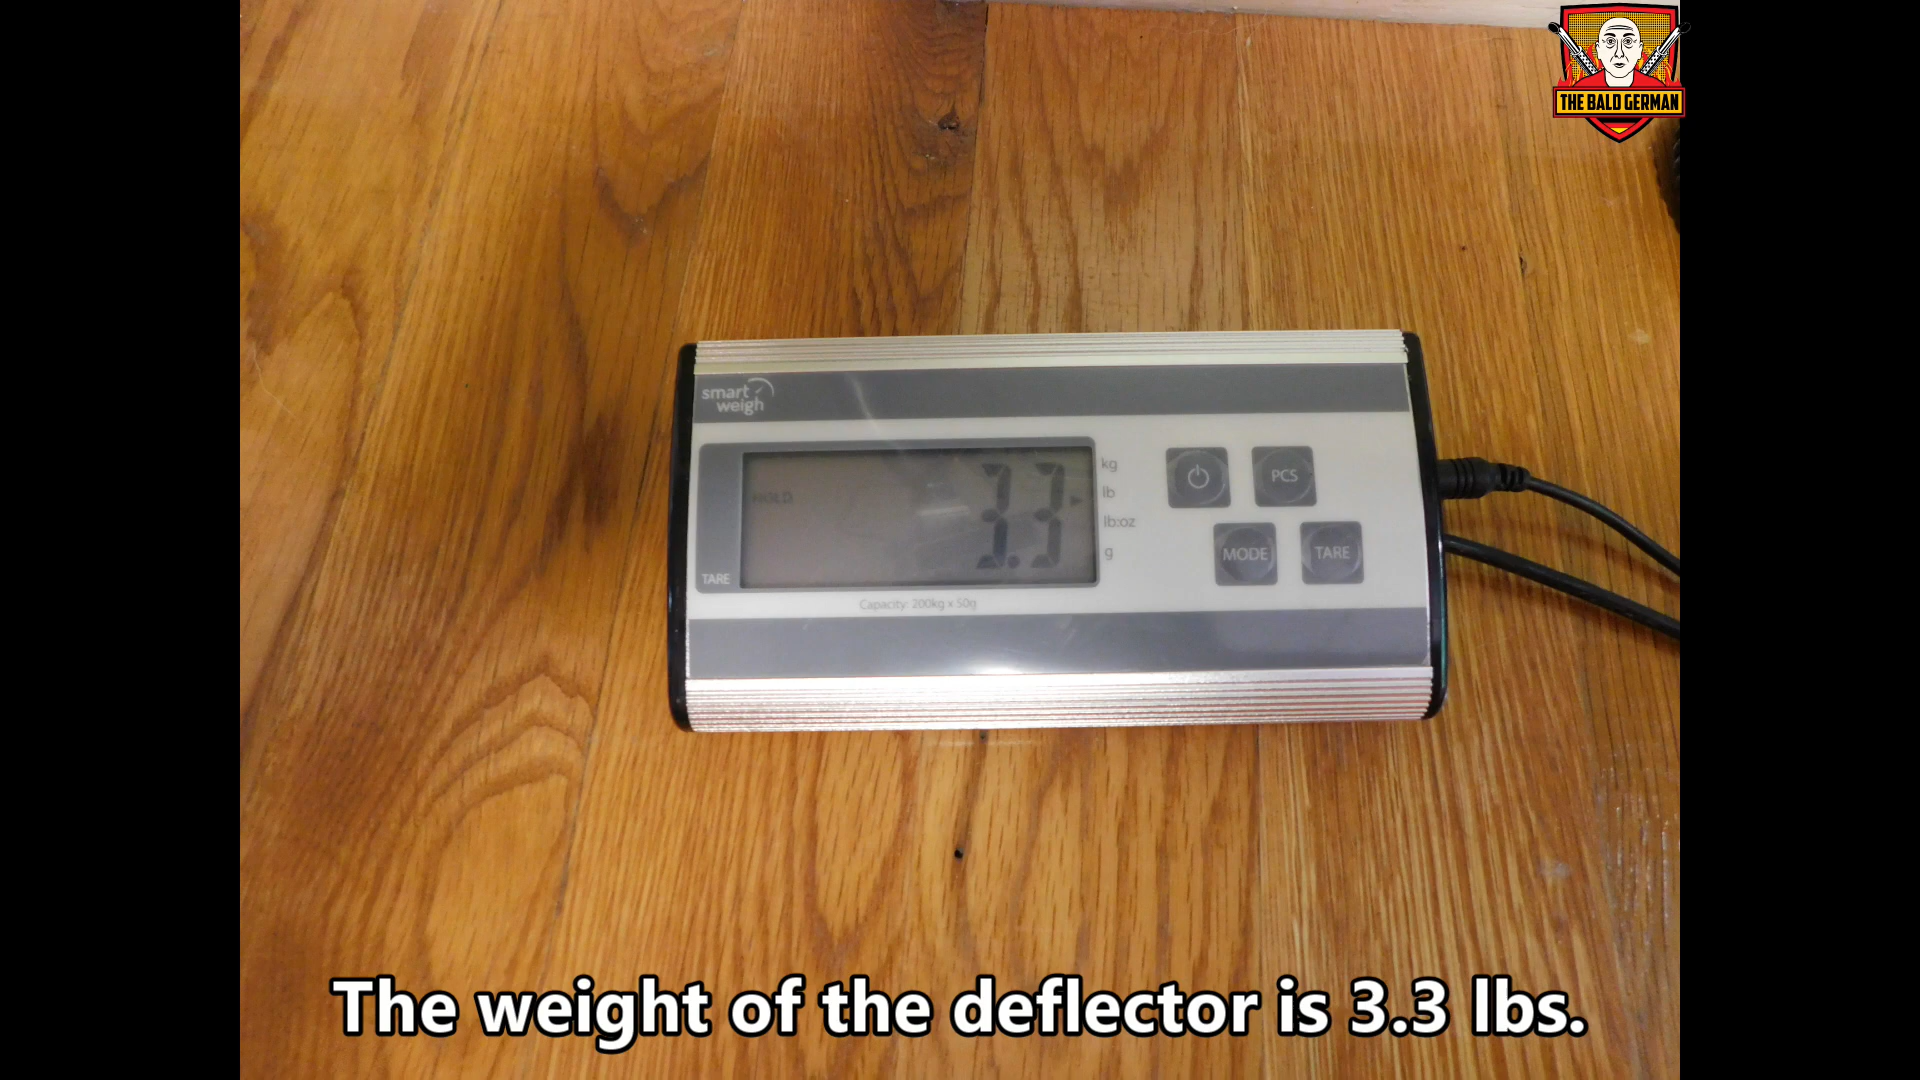 THE BALD GERMAN
smart
weigh
HOLD
3.3
kg
lb
lb:oz
g
TARE
PCS
MODE
TARE
Capacity: 200kg x 50g
The weight of the deflector is 3.3 lbs.